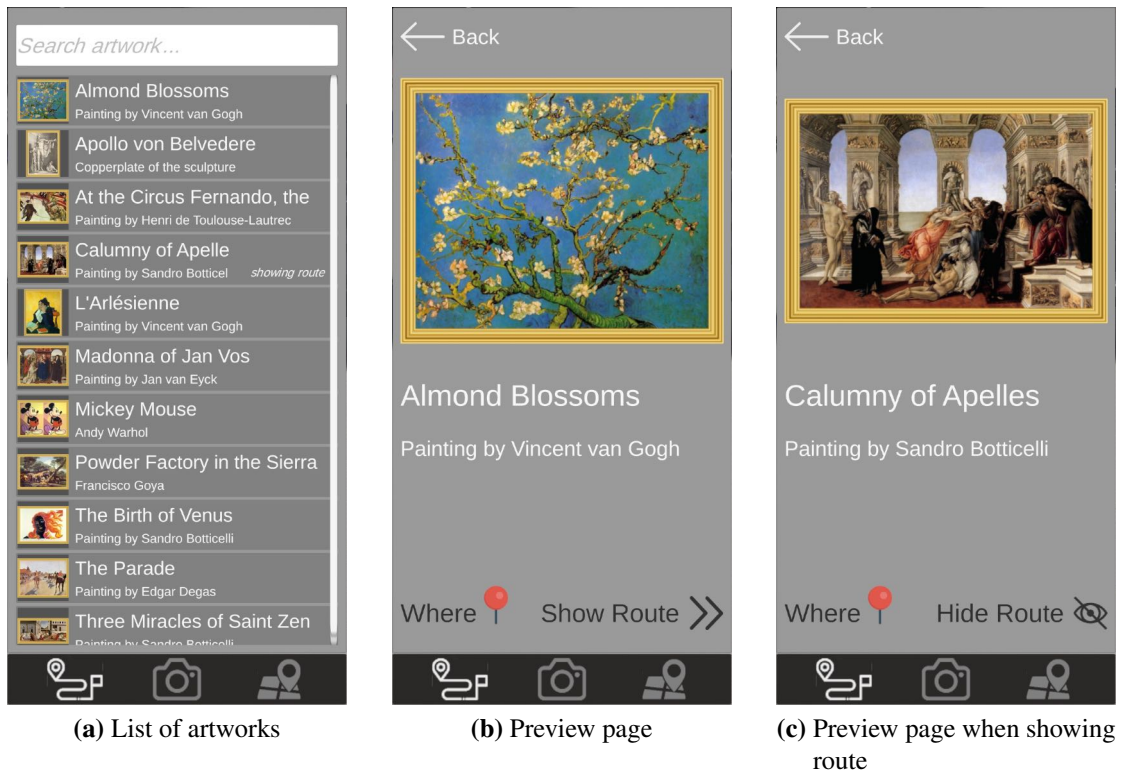 Search artwork...
Almond Blossoms
Painting by Vincent van Gogh
Apollo von Belvedere
Copperplate of the sculpture
At the Circus Fernando, the
Painting by Henri de Toulouse-Lautrec
Calumny of Apelle
Painting by Sandro Botticel showing route
L'Arlésienne
Painting by Vincent van Gogh
Madonna of Jan Vos
Painting by Jan van Eyck
Mickey Mouse
Andy Warhol
Powder Factory in the Sierra
Francisco Goya
The Birth of Venus
Painting by Sandro Botticelli
The Parade
Painting by Edgar Degas
Three Miracles of Saint Zen
Painting by Sandro Botticelli
(a) List of artworks
Back
Almond Blossoms
Painting by Vincent van Gogh
Where Show Route
(b) Preview page
Back
Calumny of Apelles
Painting by Sandro Botticelli
Where Hide Route
(c) Preview page when showing
route